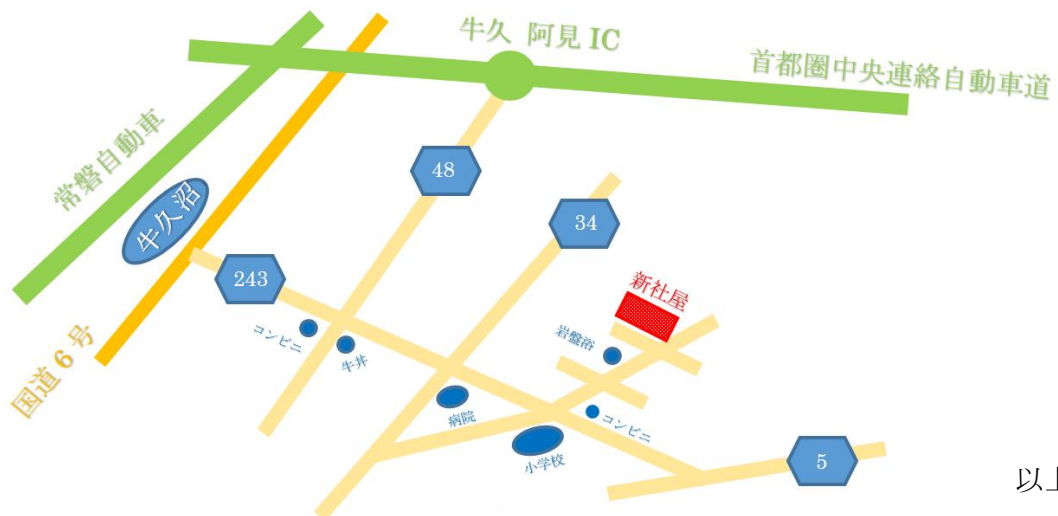 牛久 阿見 IC
首都圏中央連絡自動車道
常磐自動車
牛久沼
国道6号
48
34
243
新社屋
コンビニ
牛丼
岩盤浴
病院
コンビニ
小学校
5
以上